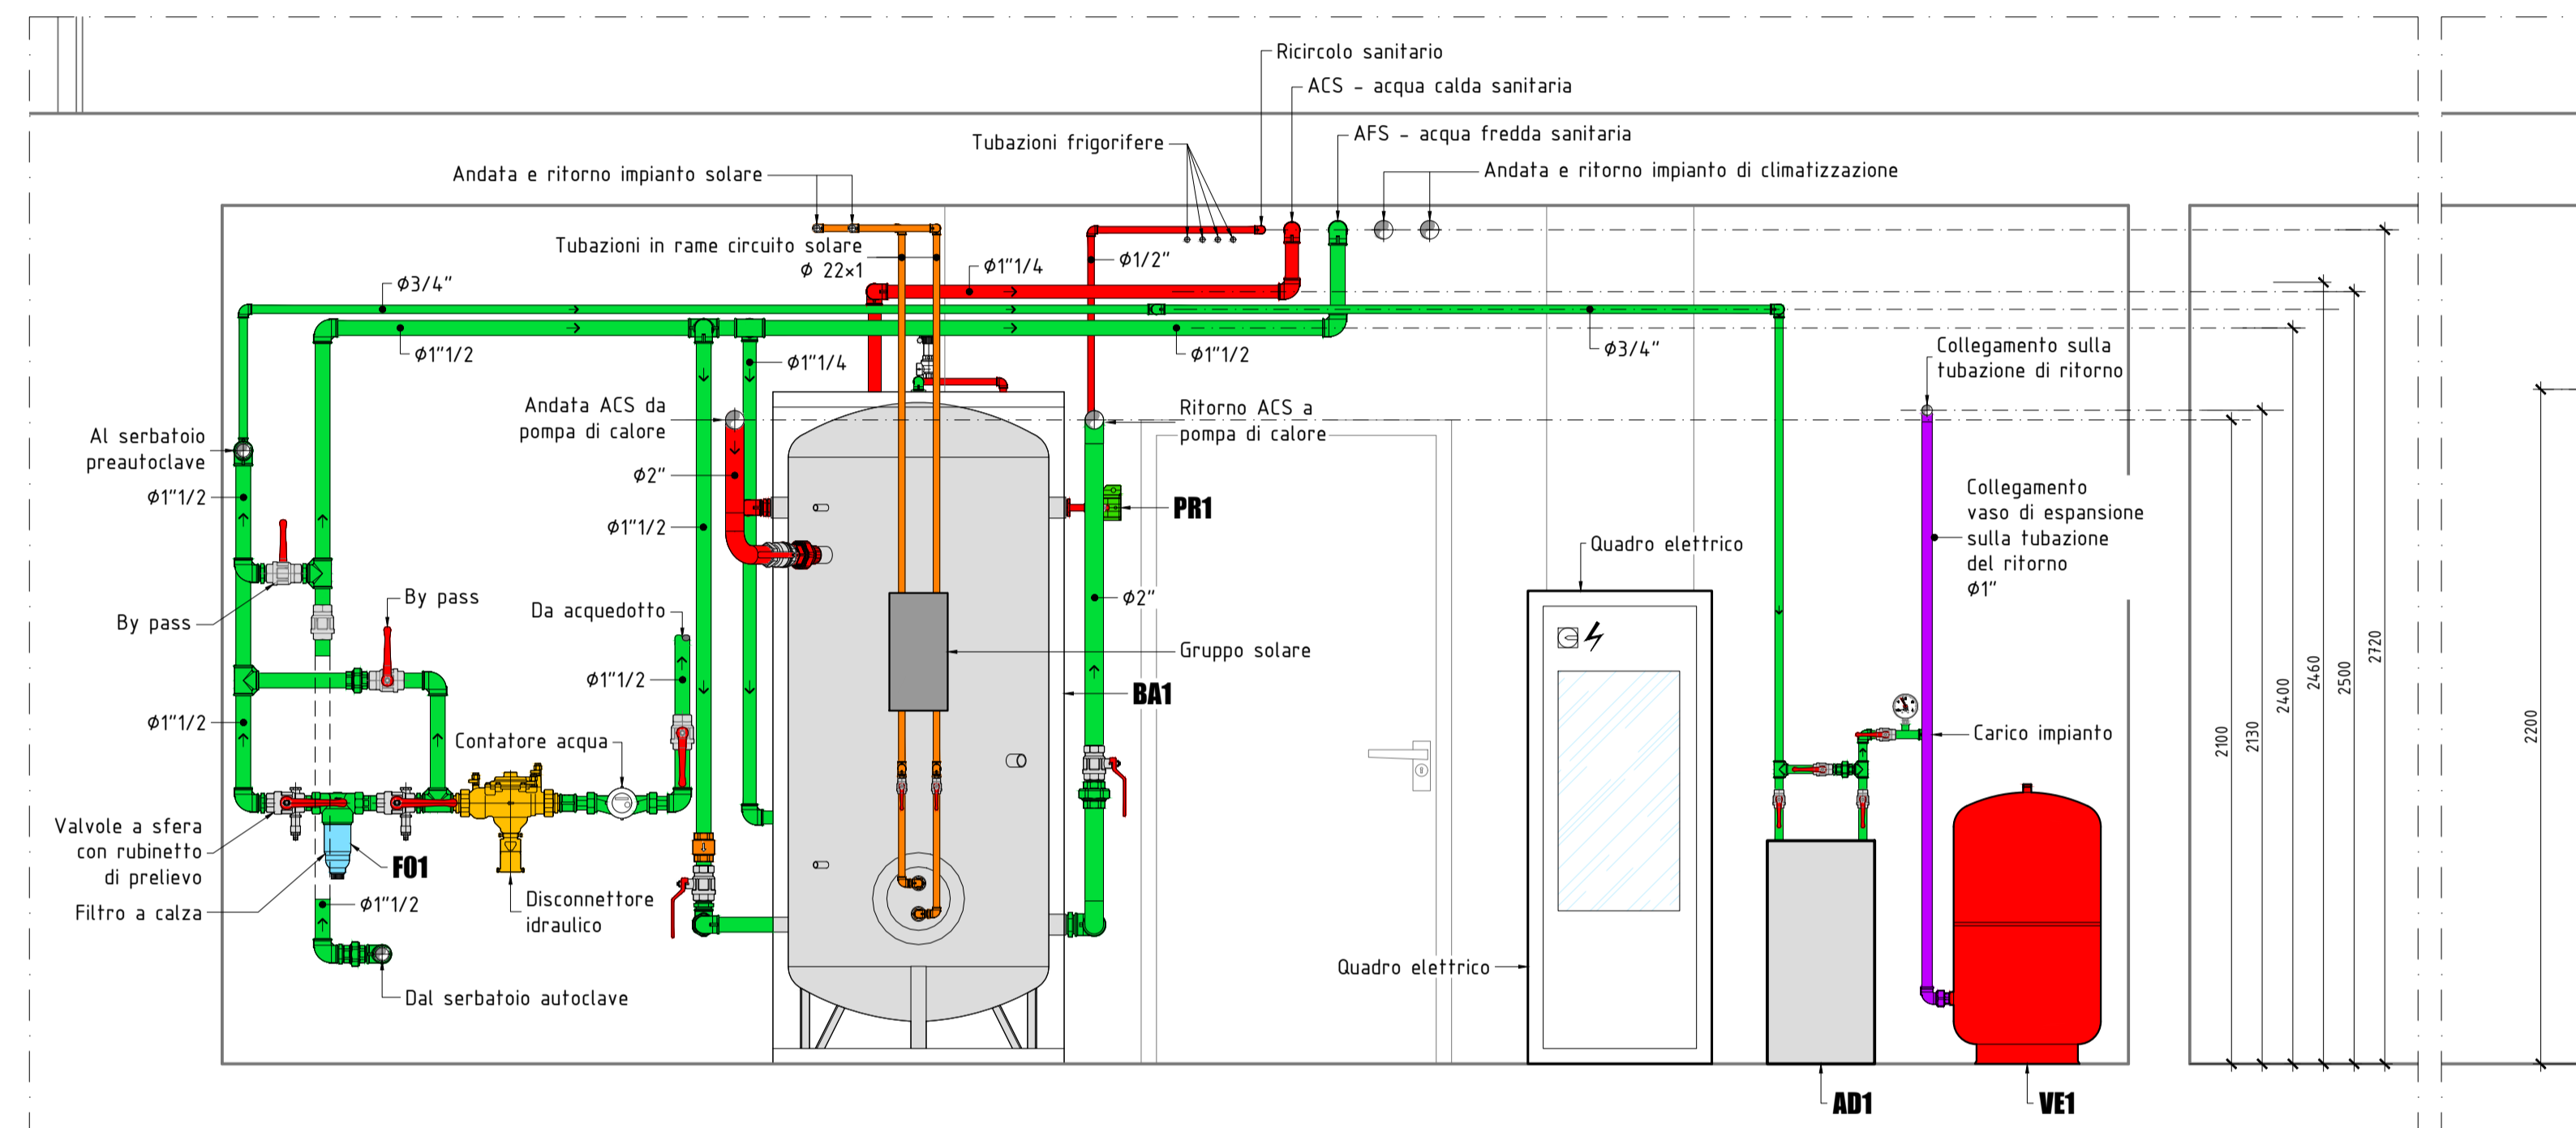 Ricircolo sanitario
ACS - acqua calda sanitaria
AFS - acqua fredda sanitaria
Tubazioni frigorifere
Andata e ritorno impianto di climatizzazione
Andata e ritorno impianto solare
Tubazioni in rame circuito solare
ϕ 22×1
ϕ1"1/4
ϕ1/2"
ϕ3/4"
ϕ1"1/2
ϕ1"1/4
ϕ1"1/2
ϕ3/4"
Collegamento sulla
tubazione di ritorno
Andata ACS da
pompa di calore
Ritorno ACS a
pompa di calore
Al serbatoio
preautoclave
ϕ2"
ϕ1"1/2
ϕ1"1/2
PR1
Collegamento
vaso di espansione
sulla tubazione
del ritorno
ϕ1"
Quadro elettrico
By pass
By pass
Da acquedotto
ϕ2"
Gruppo solare
ϕ1"1/2
BA1
ϕ1"1/2
Contatore acqua
Carico impianto
2100
2130
2400
2460
2500
2720
2200
Valvole a sfera
con rubinetto
di prelievo
FO1
Filtro a calza
ϕ1"1/2
Disconnettore
idraulico
Quadro elettrico
Dal serbatoio autoclave
AD1
VE1